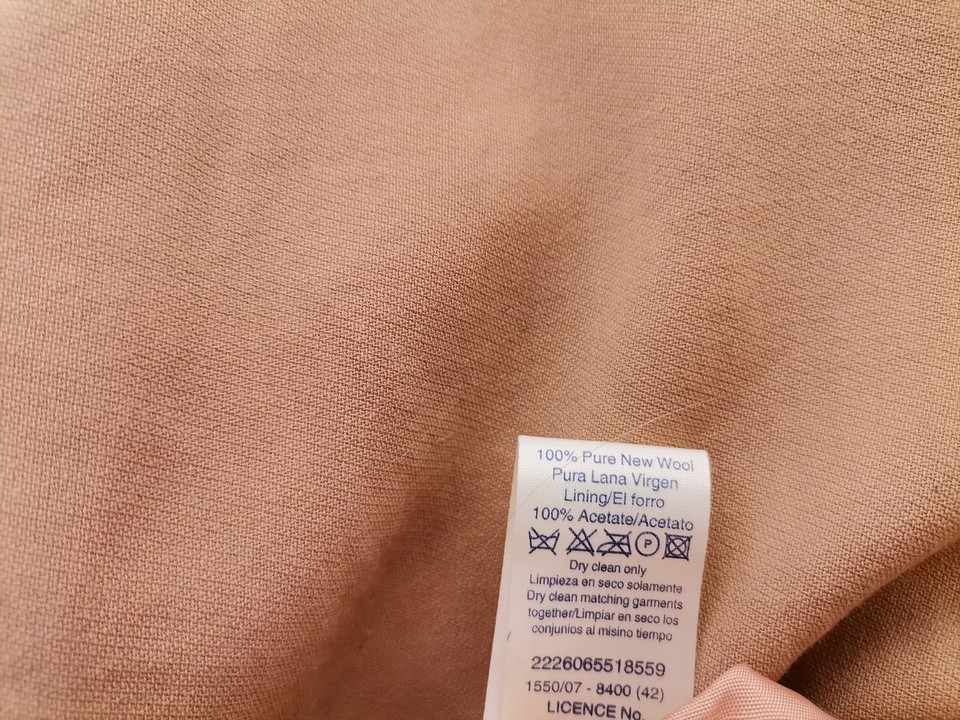 100% Pure New Wool
Pura Lana Virgen
Lining/El forro
100% Acetate/Acetato
P
Dry clean only
Limpieza en seco solamente
Dry clean matching garments
together/Limpiar en seco los
conjunios al misino tiempo
2226065518559
1550/07 - 8400 (42)
LICENCE No.